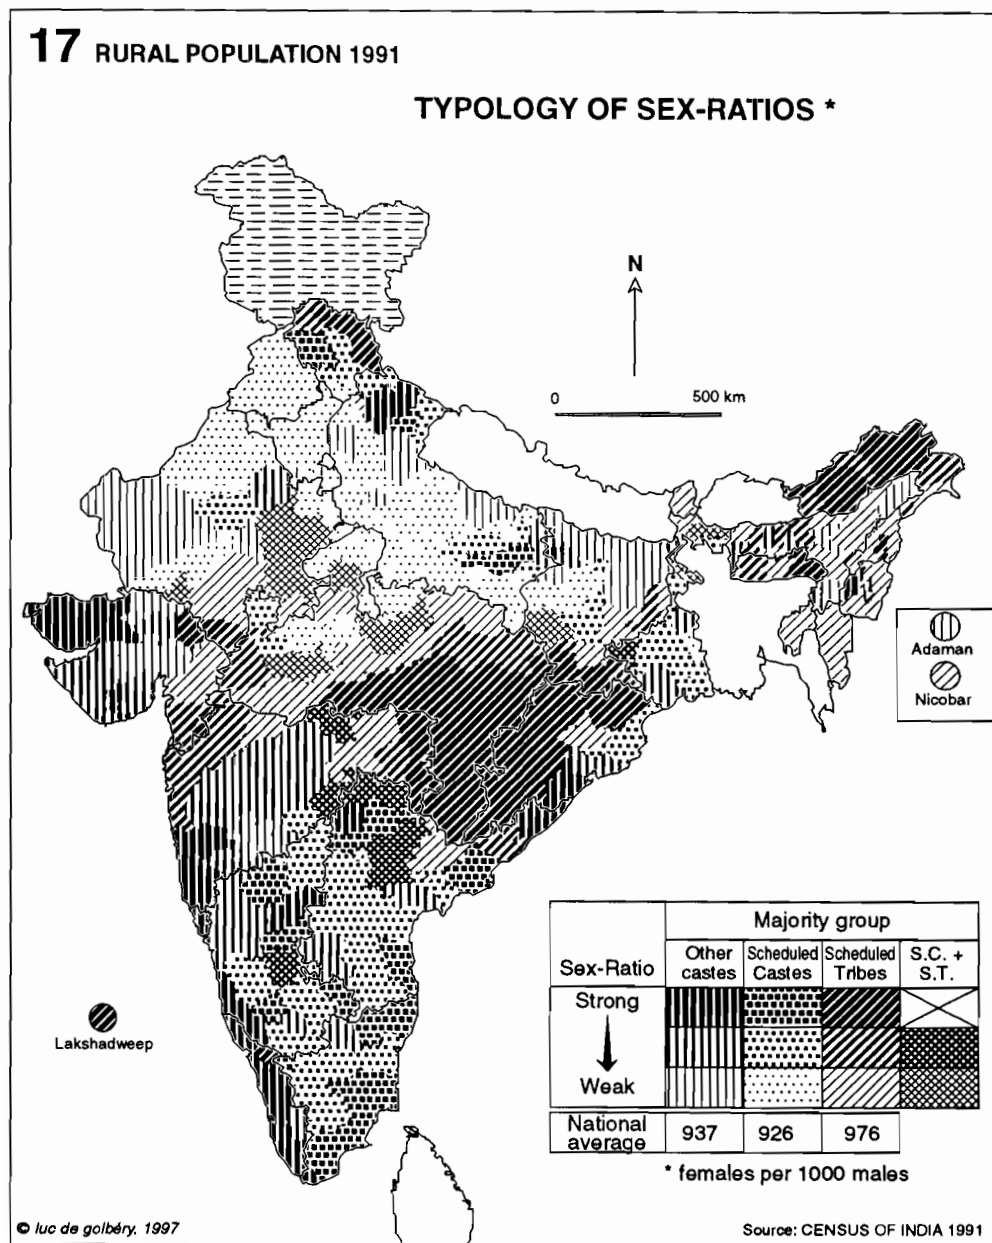 17 RURAL POPULATION 1991
TYPOLOGY OF SEX-RATIOS *
N
0 500 km
Adaman
Nicobar
Lakshadweep
Majority group
Sex-Ratio
Other castes
Scheduled Castes
Scheduled Tribes
S.C. + S.T.
Strong
Weak
National average 937 926 976
* females per 1000 males
© luc de golbéry. 1997
Source: CENSUS OF INDIA 1991